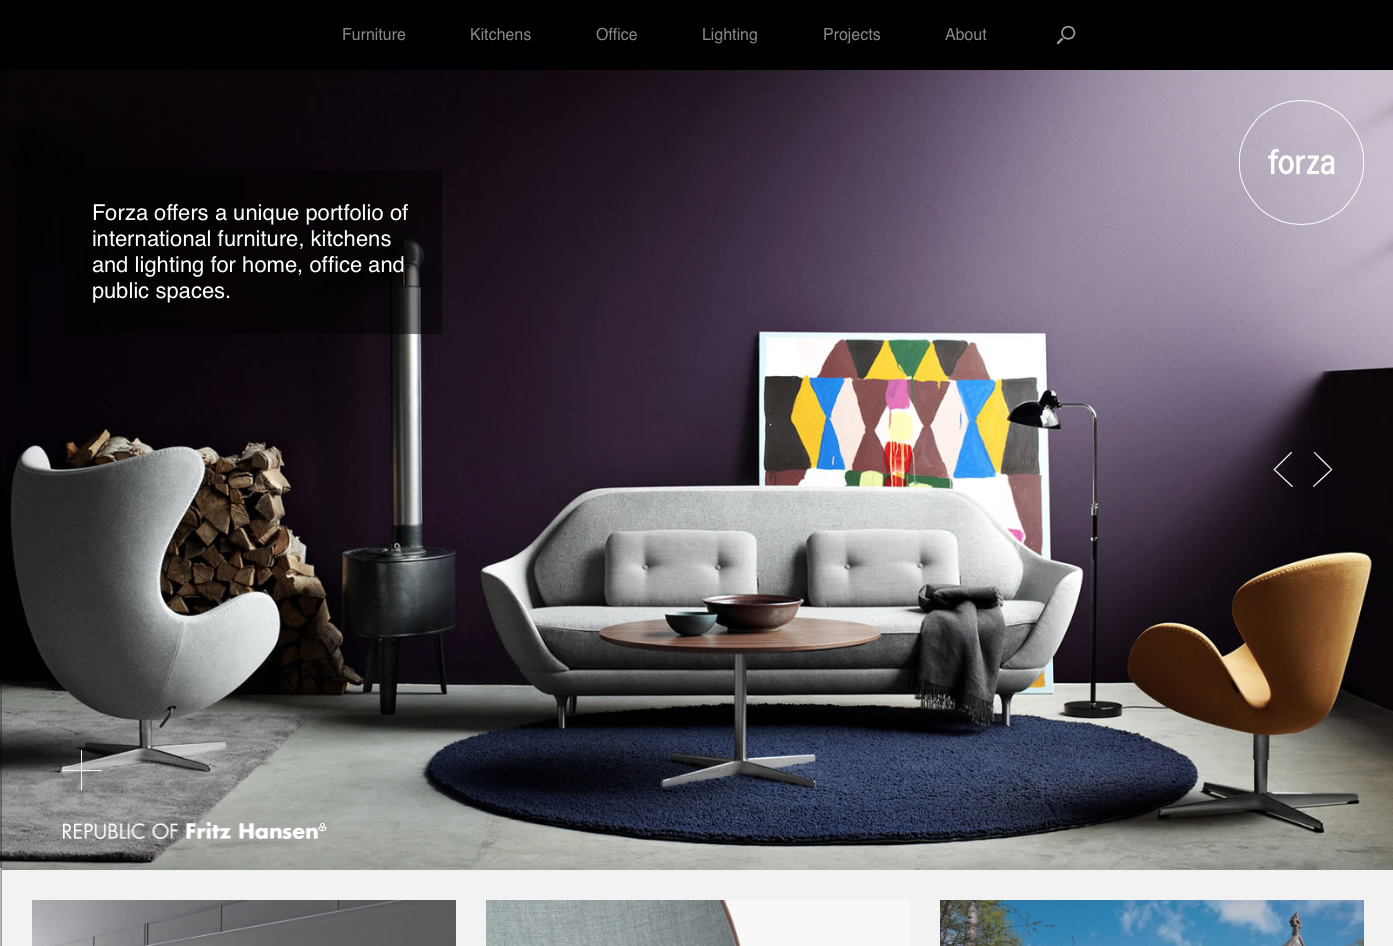 Furniture
Kitchens
Office
Lighting
Projects
About
forza
Forza offers a unique portfolio of
international furniture, kitchens
and lighting for home, office and
public spaces.
REPUBLIC OF Fritz Hansen®